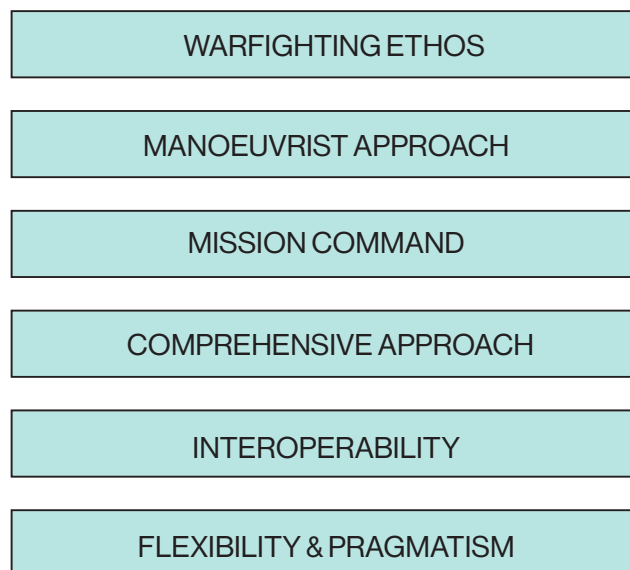 WARFIGHTING ETHOS
MANOEUVRIST APPROACH
MISSION COMMAND
COMPREHENSIVE APPROACH
INTEROPERABILITY
FLEXIBILITY & PRAGMATISM